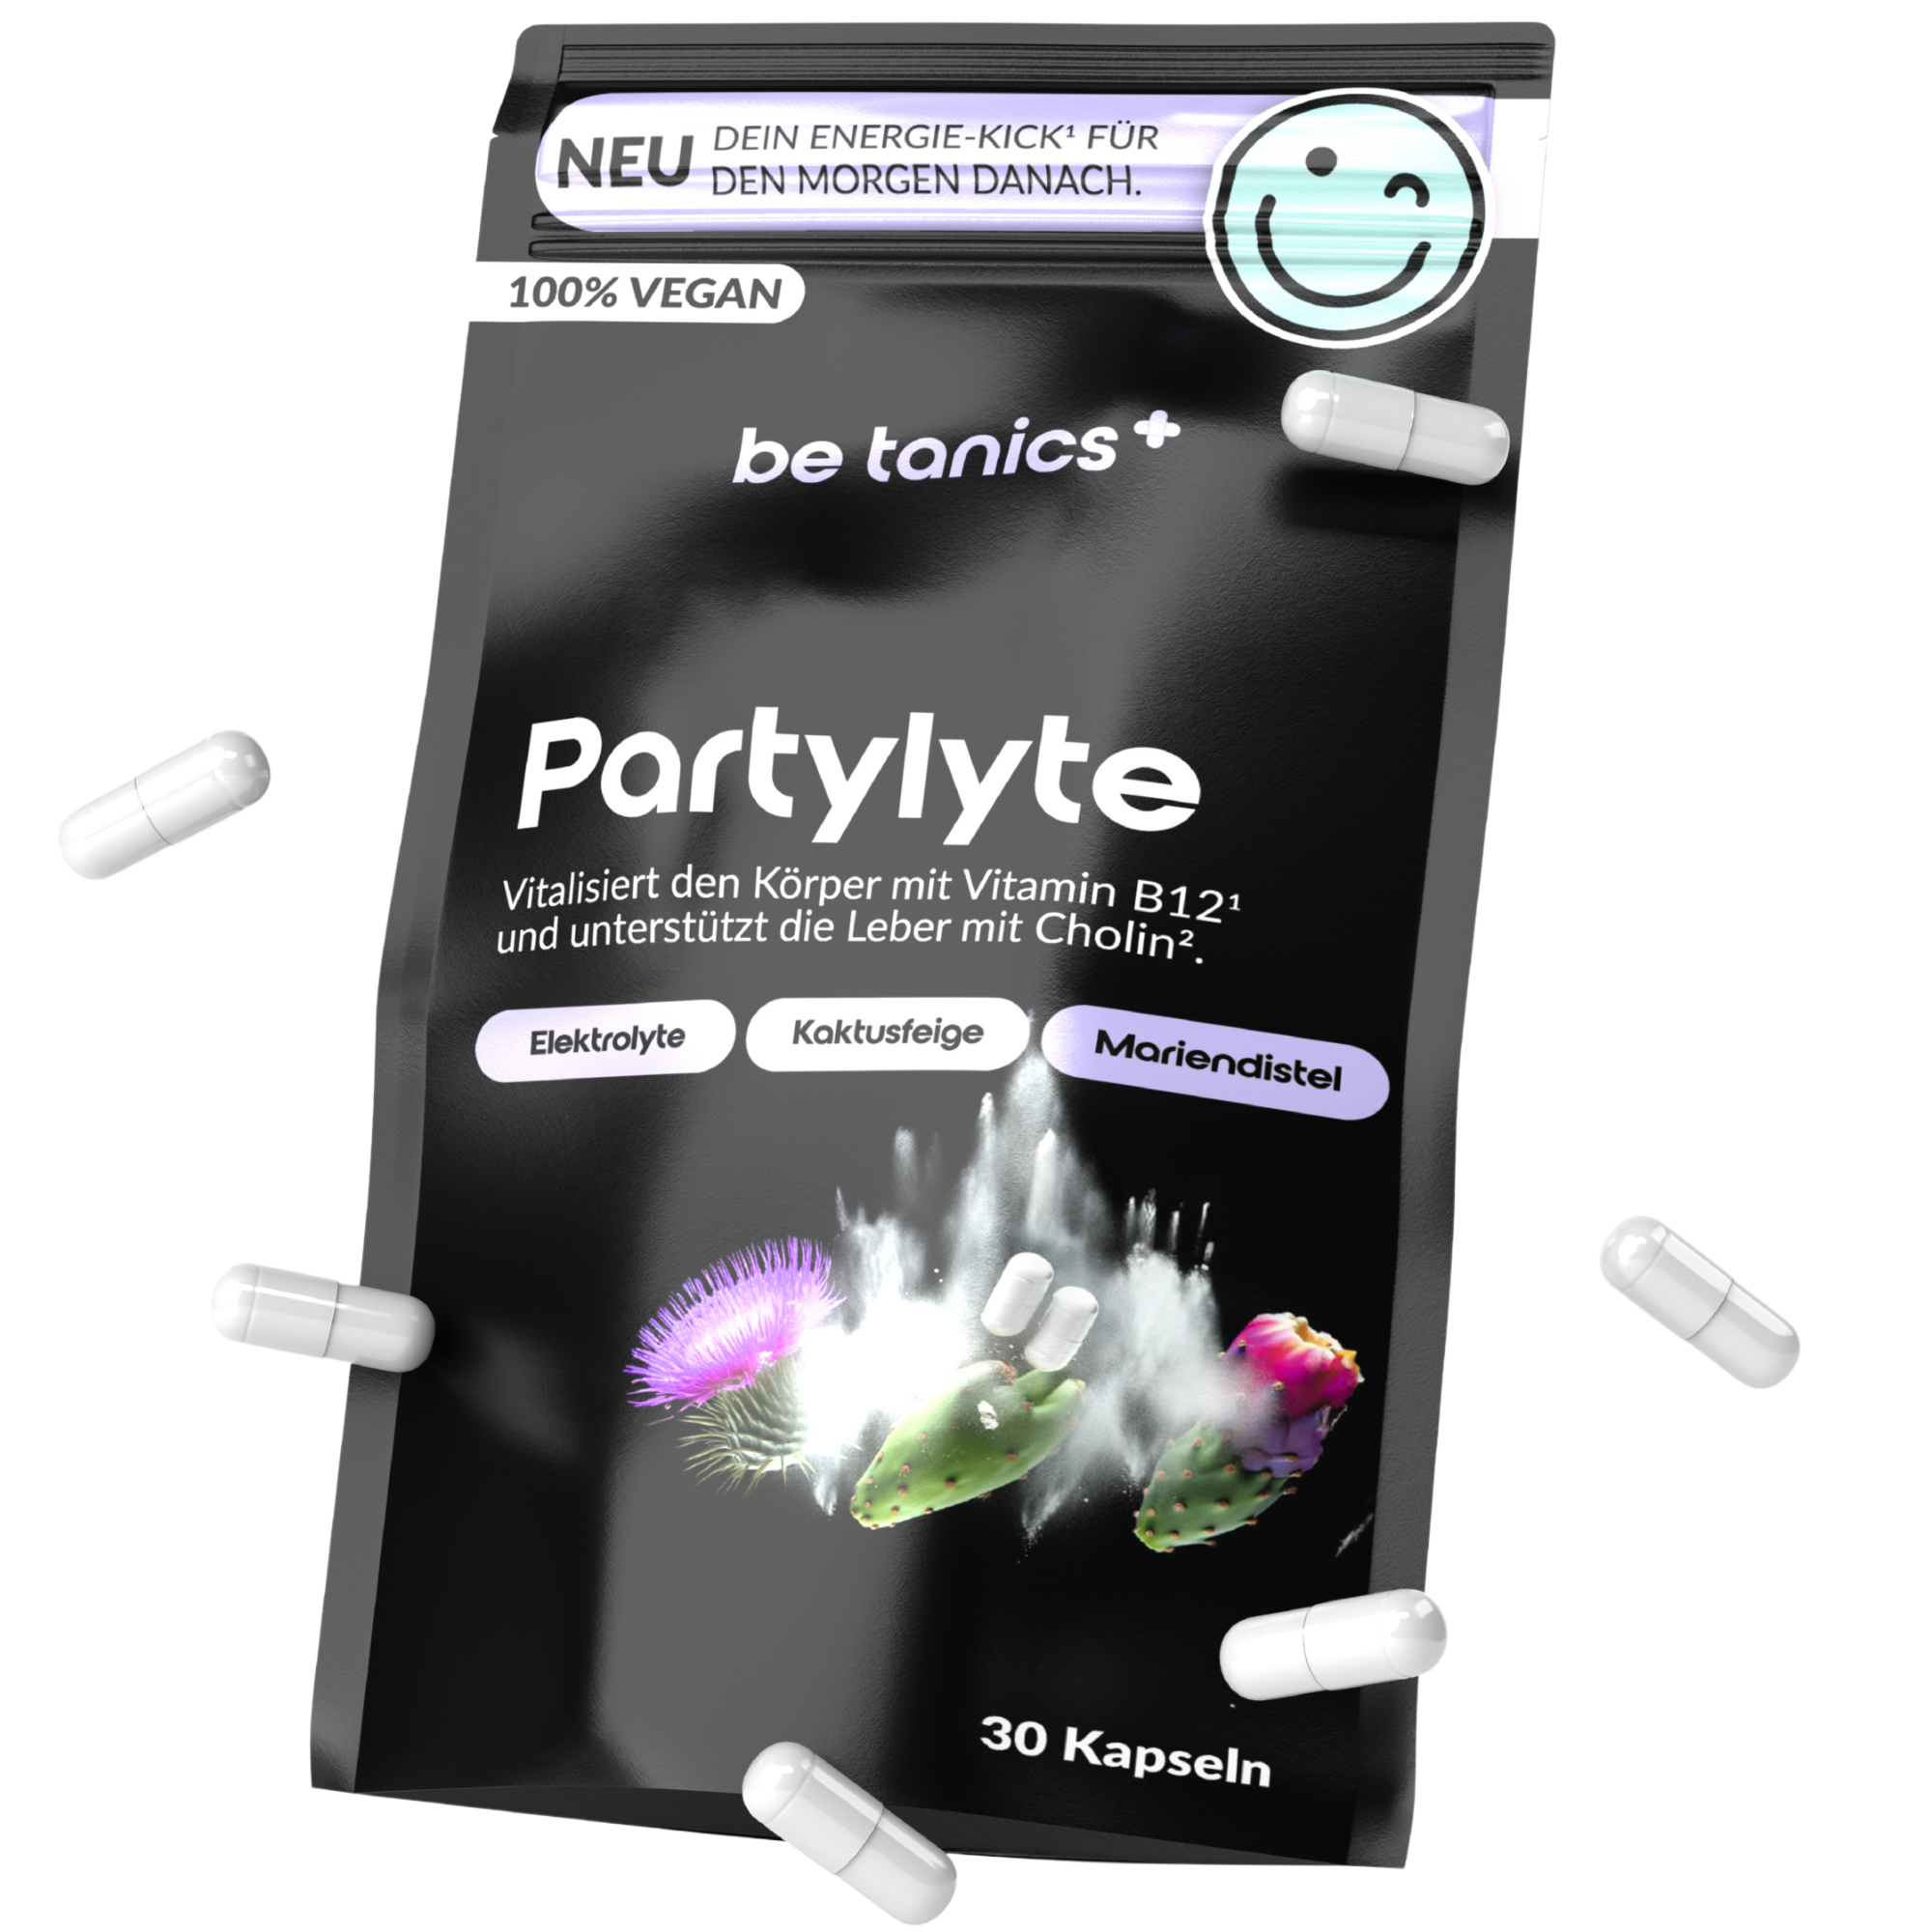 NEU DEIN ENERGIE-KICK¹ FÜR
DEN MORGEN DANACH.
100% VEGAN
be tanics+
Partylyte
Vitalisiert den Körper mit Vitamin B12¹
und unterstützt die Leber mit Cholin².
Elektrolyte Kaktusfeige Mariendistel
30 Kapseln